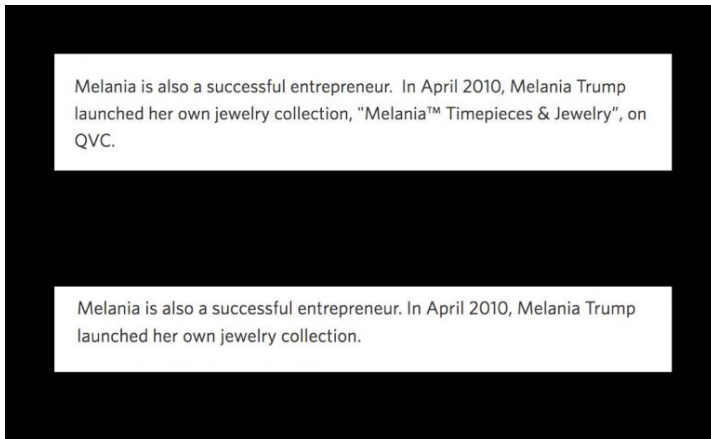 Melania is also a successful entrepreneur.  In April 2010, Melania Trump
launched her own jewelry collection, "Melania™ Timepieces & Jewelry”, on
QVC.
Melania is also a successful entrepreneur. In April 2010, Melania Trump
launched her own jewelry collection.